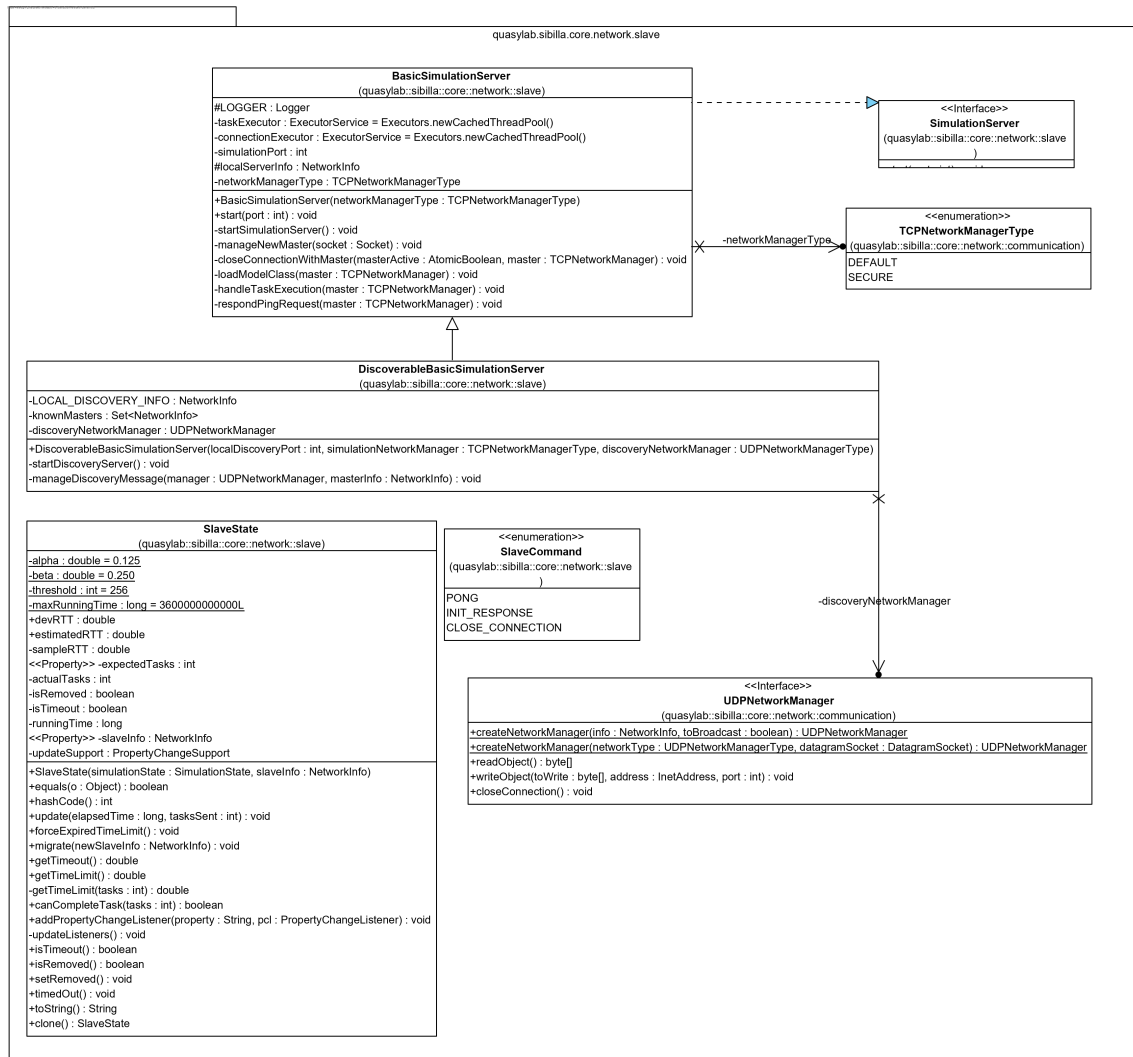 quasylab.sibilla.core.network.slave
BasicSimulationServer
(quasylab::sibilla::core::network::slave)
#LOGGER : Logger
-taskExecutor : ExecutorService = Executors.newCachedThreadPool()
-connectionExecutor : ExecutorService = Executors.newCachedThreadPool()
-simulationPort : int
#localServerInfo : NetworkInfo
-networkManagerType : TCPNetworkManagerType
+BasicSimulationServer(networkManagerType : TCPNetworkManagerType)
+start(port : int) : void
-startSimulationServer() : void
-manageNewMaster(socket : Socket) : void
-closeConnectionWithMaster(masterActive : AtomicBoolean, master : TCPNetworkManager) : void
-loadModelClass(master : TCPNetworkManager) : void
-handleTaskExecution(master : TCPNetworkManager) : void
-respondPingRequest(master : TCPNetworkManager) : void
<<Interface>>
SimulationServer
(quasylab::sibilla::core::network::slave
)
-networkManagerType
<<enumeration>>
TCPNetworkManagerType
(quasylab::sibilla::core::network::communication)
DEFAULT
SECURE
DiscoverableBasicSimulationServer
(quasylab::sibilla::core::network::slave)
-LOCAL_DISCOVERY_INFO : NetworkInfo
-knownMasters : Set<NetworkInfo>
-discoveryNetworkManager : UDPNetworkManager
+DiscoverableBasicSimulationServer(localDiscoveryPort : int, simulationNetworkManager : TCPNetworkManagerType, discoveryNetworkManager : UDPNetworkManagerType)
-startDiscoveryServer() : void
-manageDiscoveryMessage(manager : UDPNetworkManager, masterInfo : NetworkInfo) : void
SlaveState
(quasylab::sibilla::core::network::slave)
-alpha : double = 0.125
-beta : double = 0.250
-threshold : int = 256
-maxRunningTime : long = 3600000000000L
+devRTT : double
+estimatedRTT : double
-sampleRTT : double
<<Property>> -expectedTasks : int
-actualTasks : int
-isRemoved : boolean
-isTimeout : boolean
-runningTime : long
<<Property>> -slaveInfo : NetworkInfo
-updateSupport : PropertyChangeSupport
+SlaveState(simulationState : SimulationState, slaveInfo : NetworkInfo)
+equals(o : Object) : boolean
+hashCode() : int
+update(elapsedTime : long, tasksSent : int) : void
+forceExpiredTimeLimit() : void
+migrate(newSlaveInfo : NetworkInfo) : void
+getTimeout() : double
+getTimeLimit() : double
-getTimeLimit(tasks : int) : double
+canCompleteTask(tasks : int) : boolean
+addPropertyChangeListener(property : String, pcl : PropertyChangeListener) : void
-updateListeners() : void
+isTimeout() : boolean
+isRemoved() : boolean
+setRemoved() : void
+timedOut() : void
+toString() : String
+clone() : SlaveState
<<enumeration>>
SlaveCommand
(quasylab::sibilla::core::network::slave
)
PONG
INIT_RESPONSE
CLOSE_CONNECTION
-discoveryNetworkManager
<<Interface>>
UDPNetworkManager
(quasylab::sibilla::core::network::communication)
+createNetworkManager(info : NetworkInfo, toBroadcast : boolean) : UDPNetworkManager
+createNetworkManager(networkType : UDPNetworkManagerType, datagramSocket : DatagramSocket) : UDPNetworkManager
+readObject() : byte[]
+writeObject(toWrite : byte[], address : InetAddress, port : int) : void
+closeConnection() : void